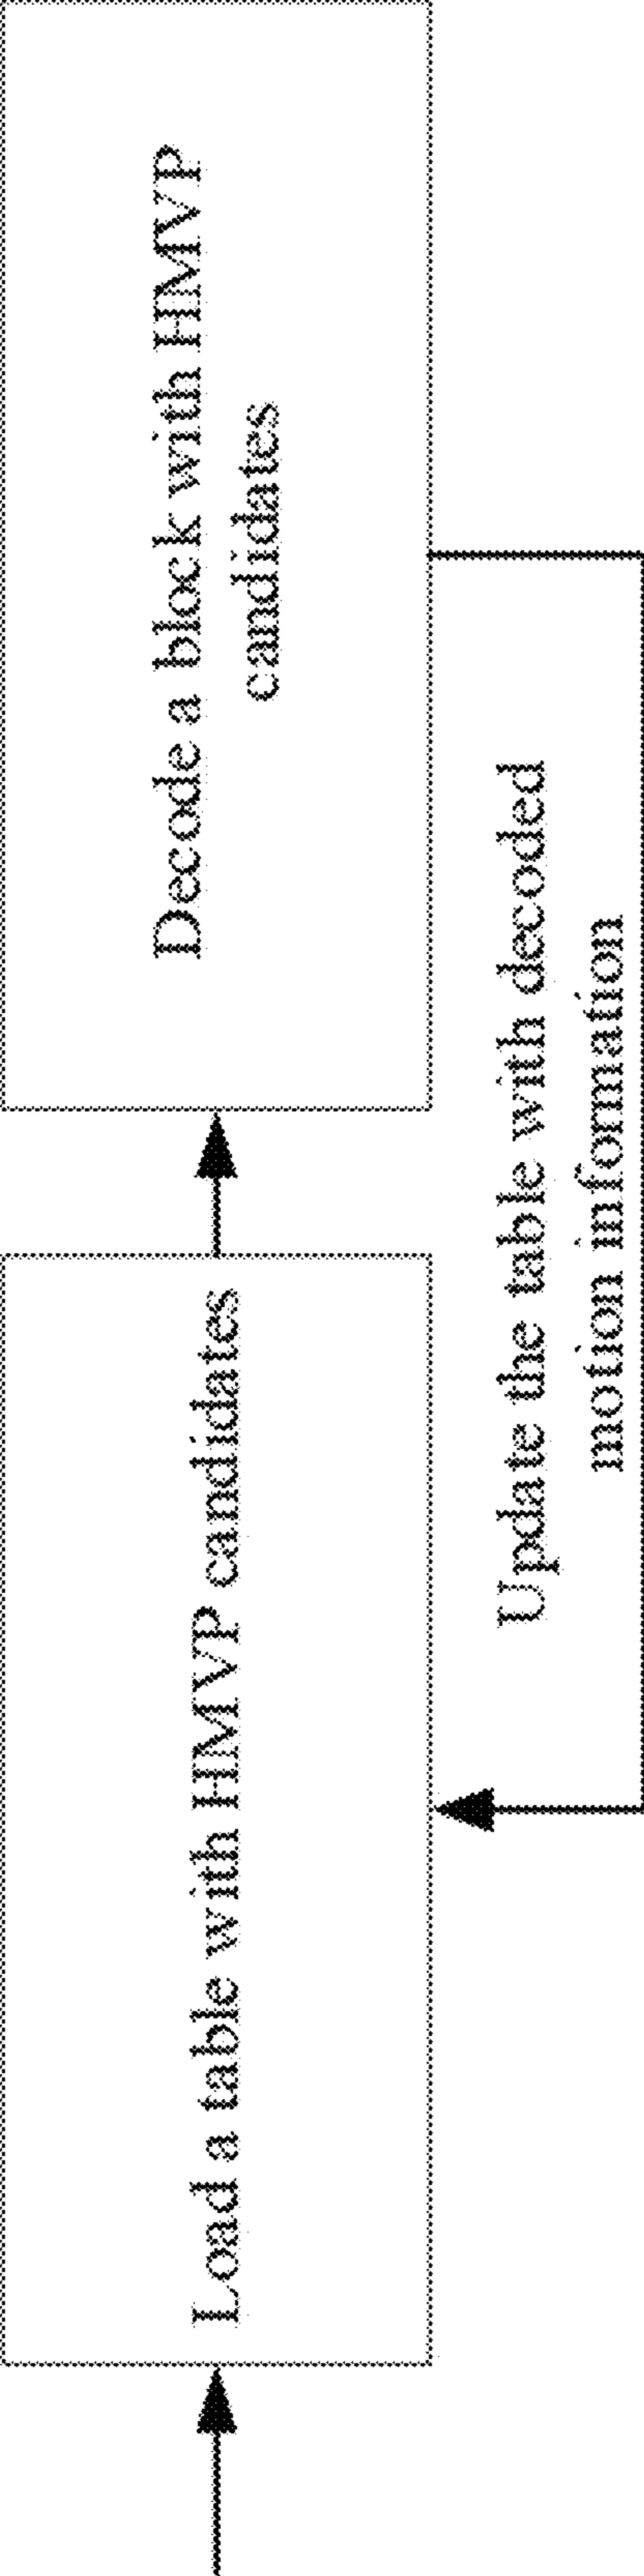 Load a table with HMVP candidates
Decode a block with HMVP
candidates
Update the table with decoded
motion information